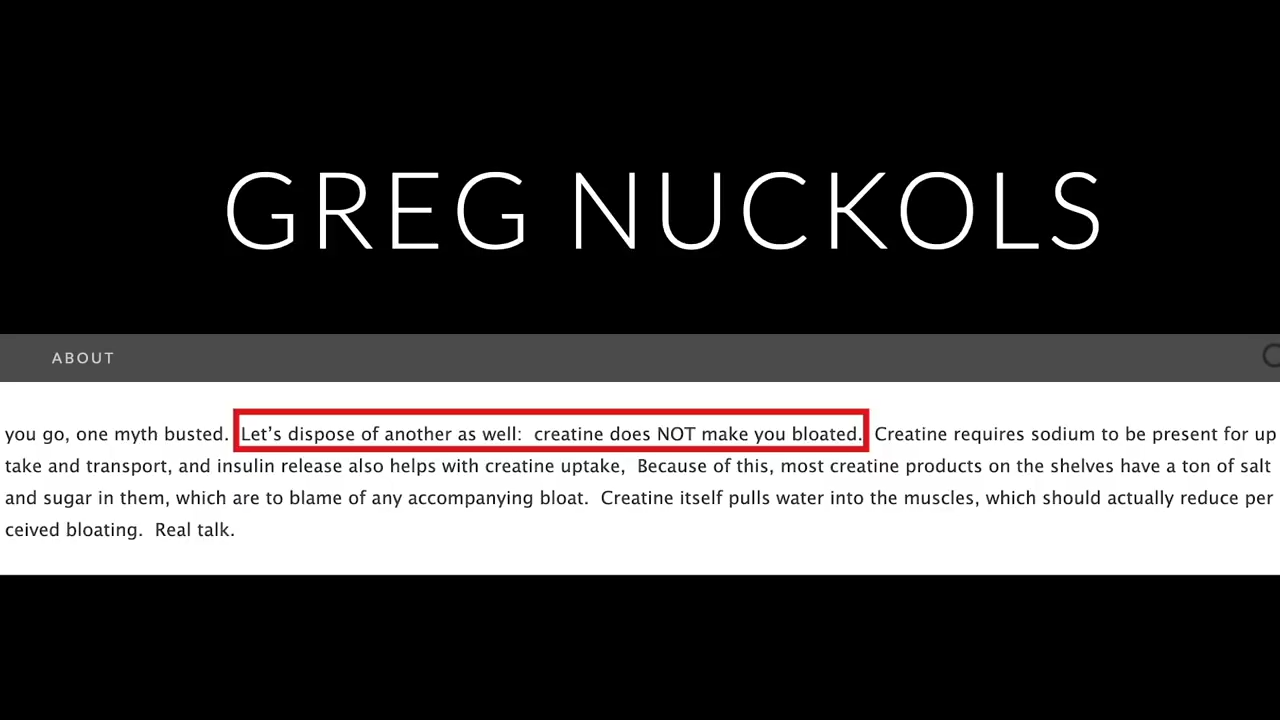 GREG NUCKOLS
ABOUT
you go, one myth busted. Let’s dispose of another as well:  creatine does NOT make you bloated.  Creatine requires sodium to be present for up
take and transport, and insulin release also helps with creatine uptake,  Because of this, most creatine products on the shelves have a ton of salt
and sugar in them, which are to blame of any accompanying bloat.  Creatine itself pulls water into the muscles, which should actually reduce per
ceived bloating.  Real talk.